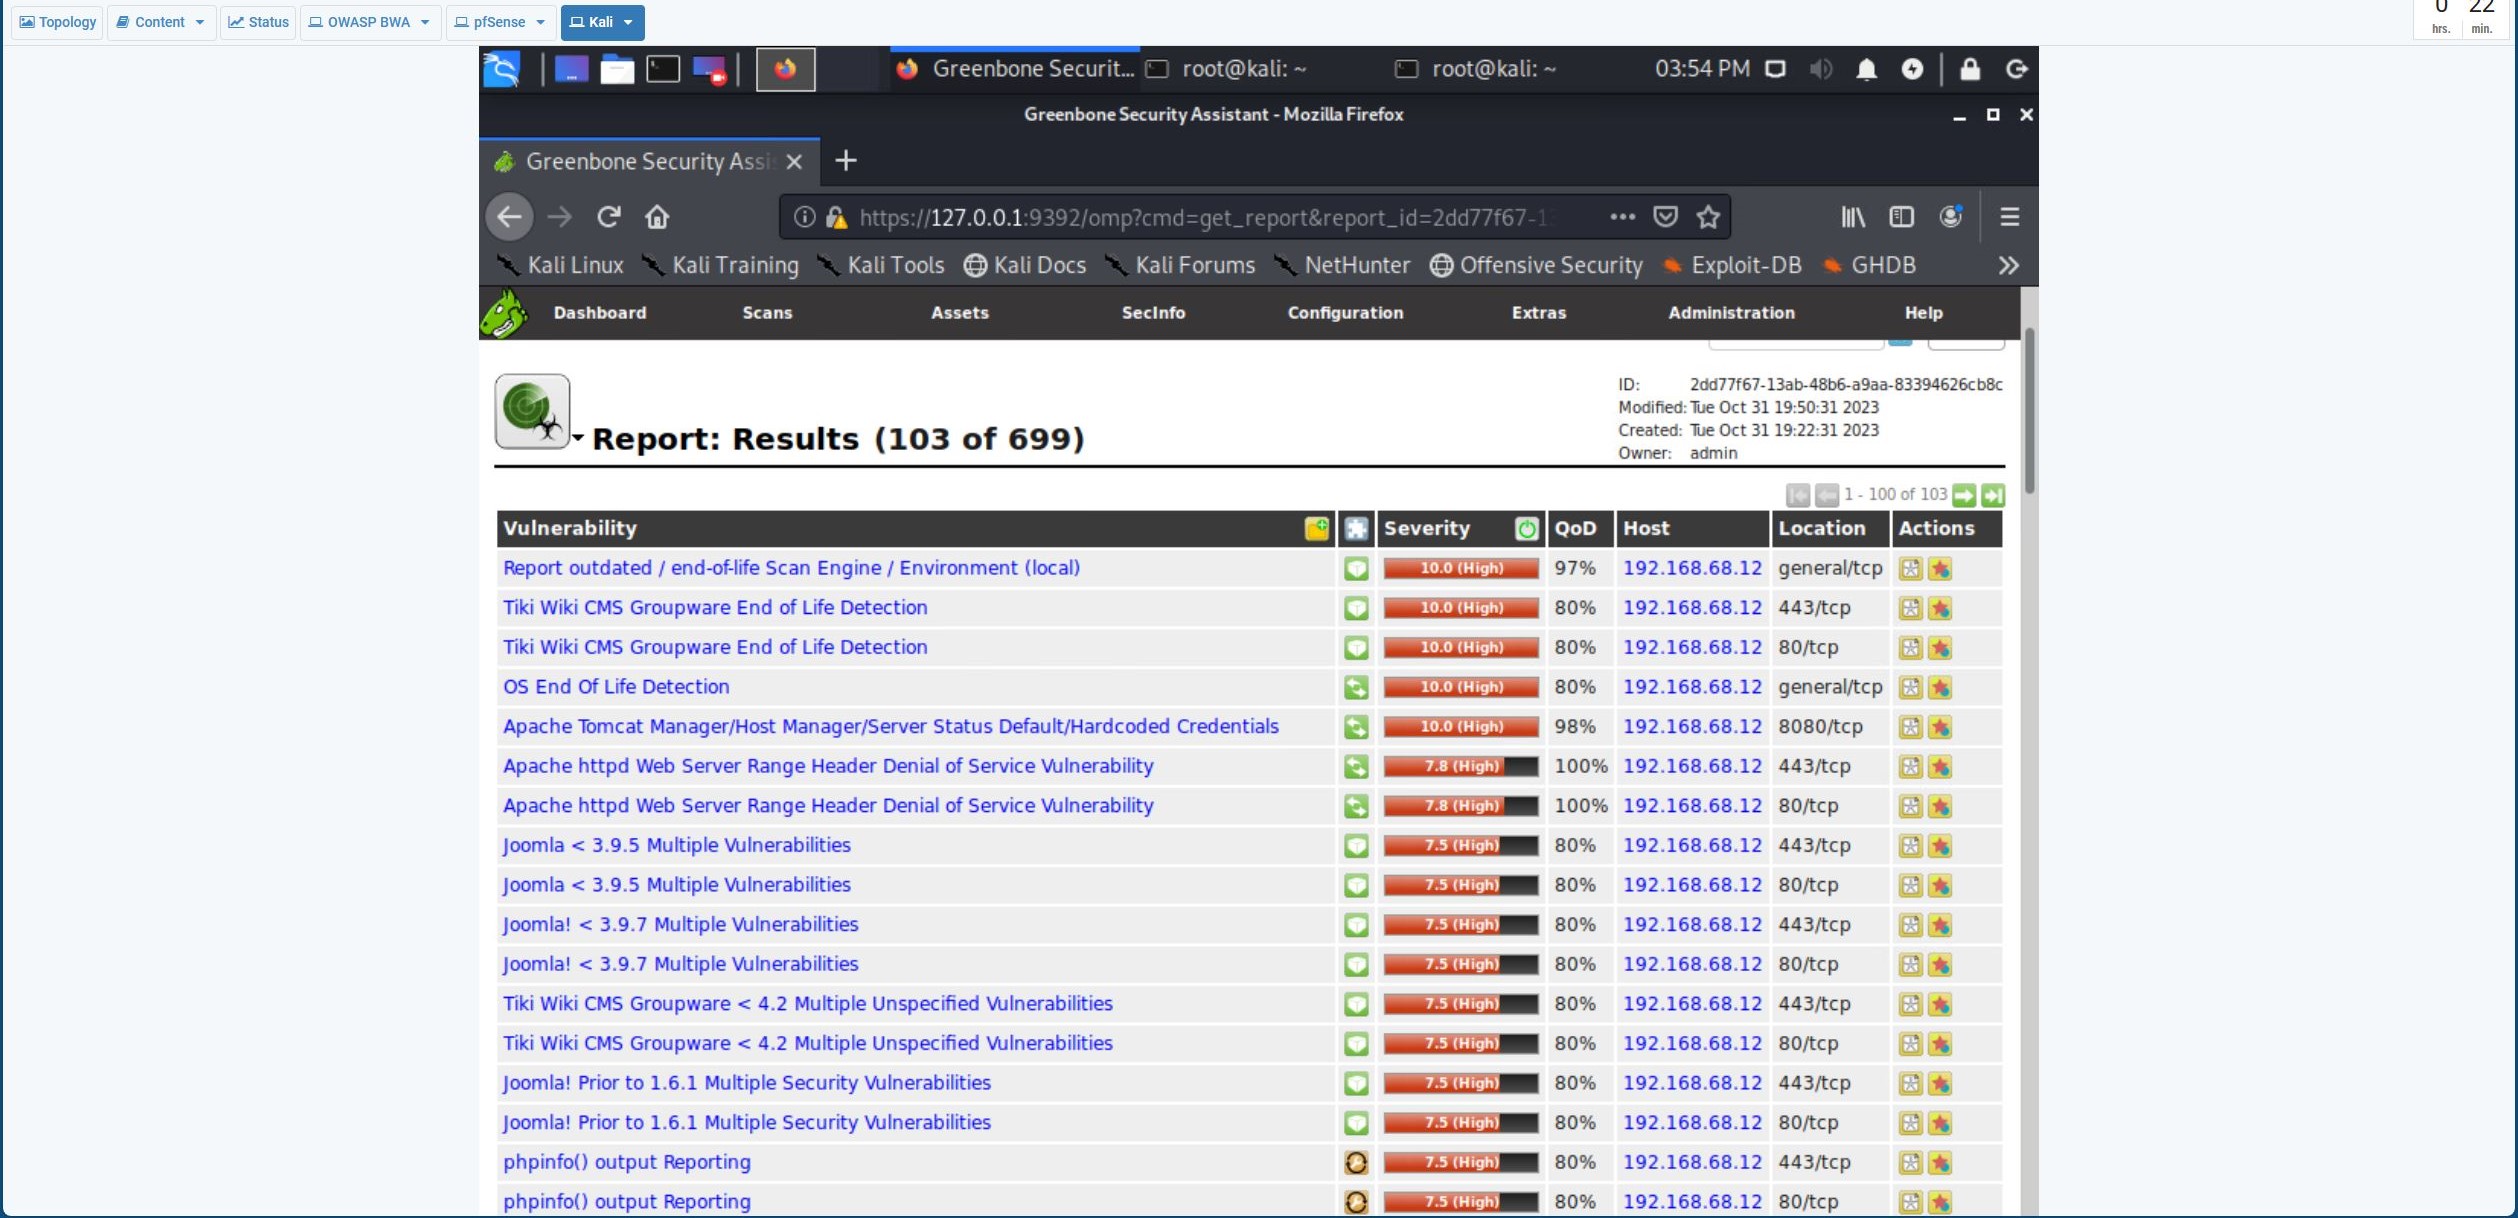 Topology Content Status OWASP BWA pfSense Kali 0 22
hrs. min.
Greenbone Securit... root@kali: ~ root@kali: ~ 03:54 PM
Greenbone Security Assistant - Mozilla Firefox
Greenbone Security Assi
https://127.0.0.1:9392/omp?cmd=get_report&report_id=2dd77f67-1
Kali Linux Kali Training Kali Tools Kali Docs Kali Forums NetHunter Offensive Security Exploit-DB GHDB
Dashboard Scans Assets SecInfo Configuration Extras Administration Help
ID: 2dd77f67-13ab-48b6-a9aa-83394626cb8c
Modified: Tue Oct 31 19:50:31 2023
Created: Tue Oct 31 19:22:31 2023
Owner: admin
Report: Results (103 of 699)
1 - 100 of 103
Vulnerability Severity QoD Host Location Actions
Report outdated / end-of-life Scan Engine / Environment (local) 10.0 (High) 97% 192.168.68.12 general/tcp
Tiki Wiki CMS Groupware End of Life Detection 10.0 (High) 80% 192.168.68.12 443/tcp
Tiki Wiki CMS Groupware End of Life Detection 10.0 (High) 80% 192.168.68.12 80/tcp
OS End Of Life Detection 10.0 (High) 80% 192.168.68.12 general/tcp
Apache Tomcat Manager/Host Manager/Server Status Default/Hardcoded Credentials 10.0 (High) 98% 192.168.68.12 8080/tcp
Apache httpd Web Server Range Header Denial of Service Vulnerability 7.8 (High) 100% 192.168.68.12 443/tcp
Apache httpd Web Server Range Header Denial of Service Vulnerability 7.8 (High) 100% 192.168.68.12 80/tcp
Joomla < 3.9.5 Multiple Vulnerabilities 7.5 (High) 80% 192.168.68.12 443/tcp
Joomla < 3.9.5 Multiple Vulnerabilities 7.5 (High) 80% 192.168.68.12 80/tcp
Joomla! < 3.9.7 Multiple Vulnerabilities 7.5 (High) 80% 192.168.68.12 443/tcp
Joomla! < 3.9.7 Multiple Vulnerabilities 7.5 (High) 80% 192.168.68.12 80/tcp
Tiki Wiki CMS Groupware < 4.2 Multiple Unspecified Vulnerabilities 7.5 (High) 80% 192.168.68.12 443/tcp
Tiki Wiki CMS Groupware < 4.2 Multiple Unspecified Vulnerabilities 7.5 (High) 80% 192.168.68.12 80/tcp
Joomla! Prior to 1.6.1 Multiple Security Vulnerabilities 7.5 (High) 80% 192.168.68.12 443/tcp
Joomla! Prior to 1.6.1 Multiple Security Vulnerabilities 7.5 (High) 80% 192.168.68.12 80/tcp
phpinfo() output Reporting 7.5 (High) 80% 192.168.68.12 443/tcp
phpinfo() output Reporting 7.5 (High) 80% 192.168.68.12 80/tcp